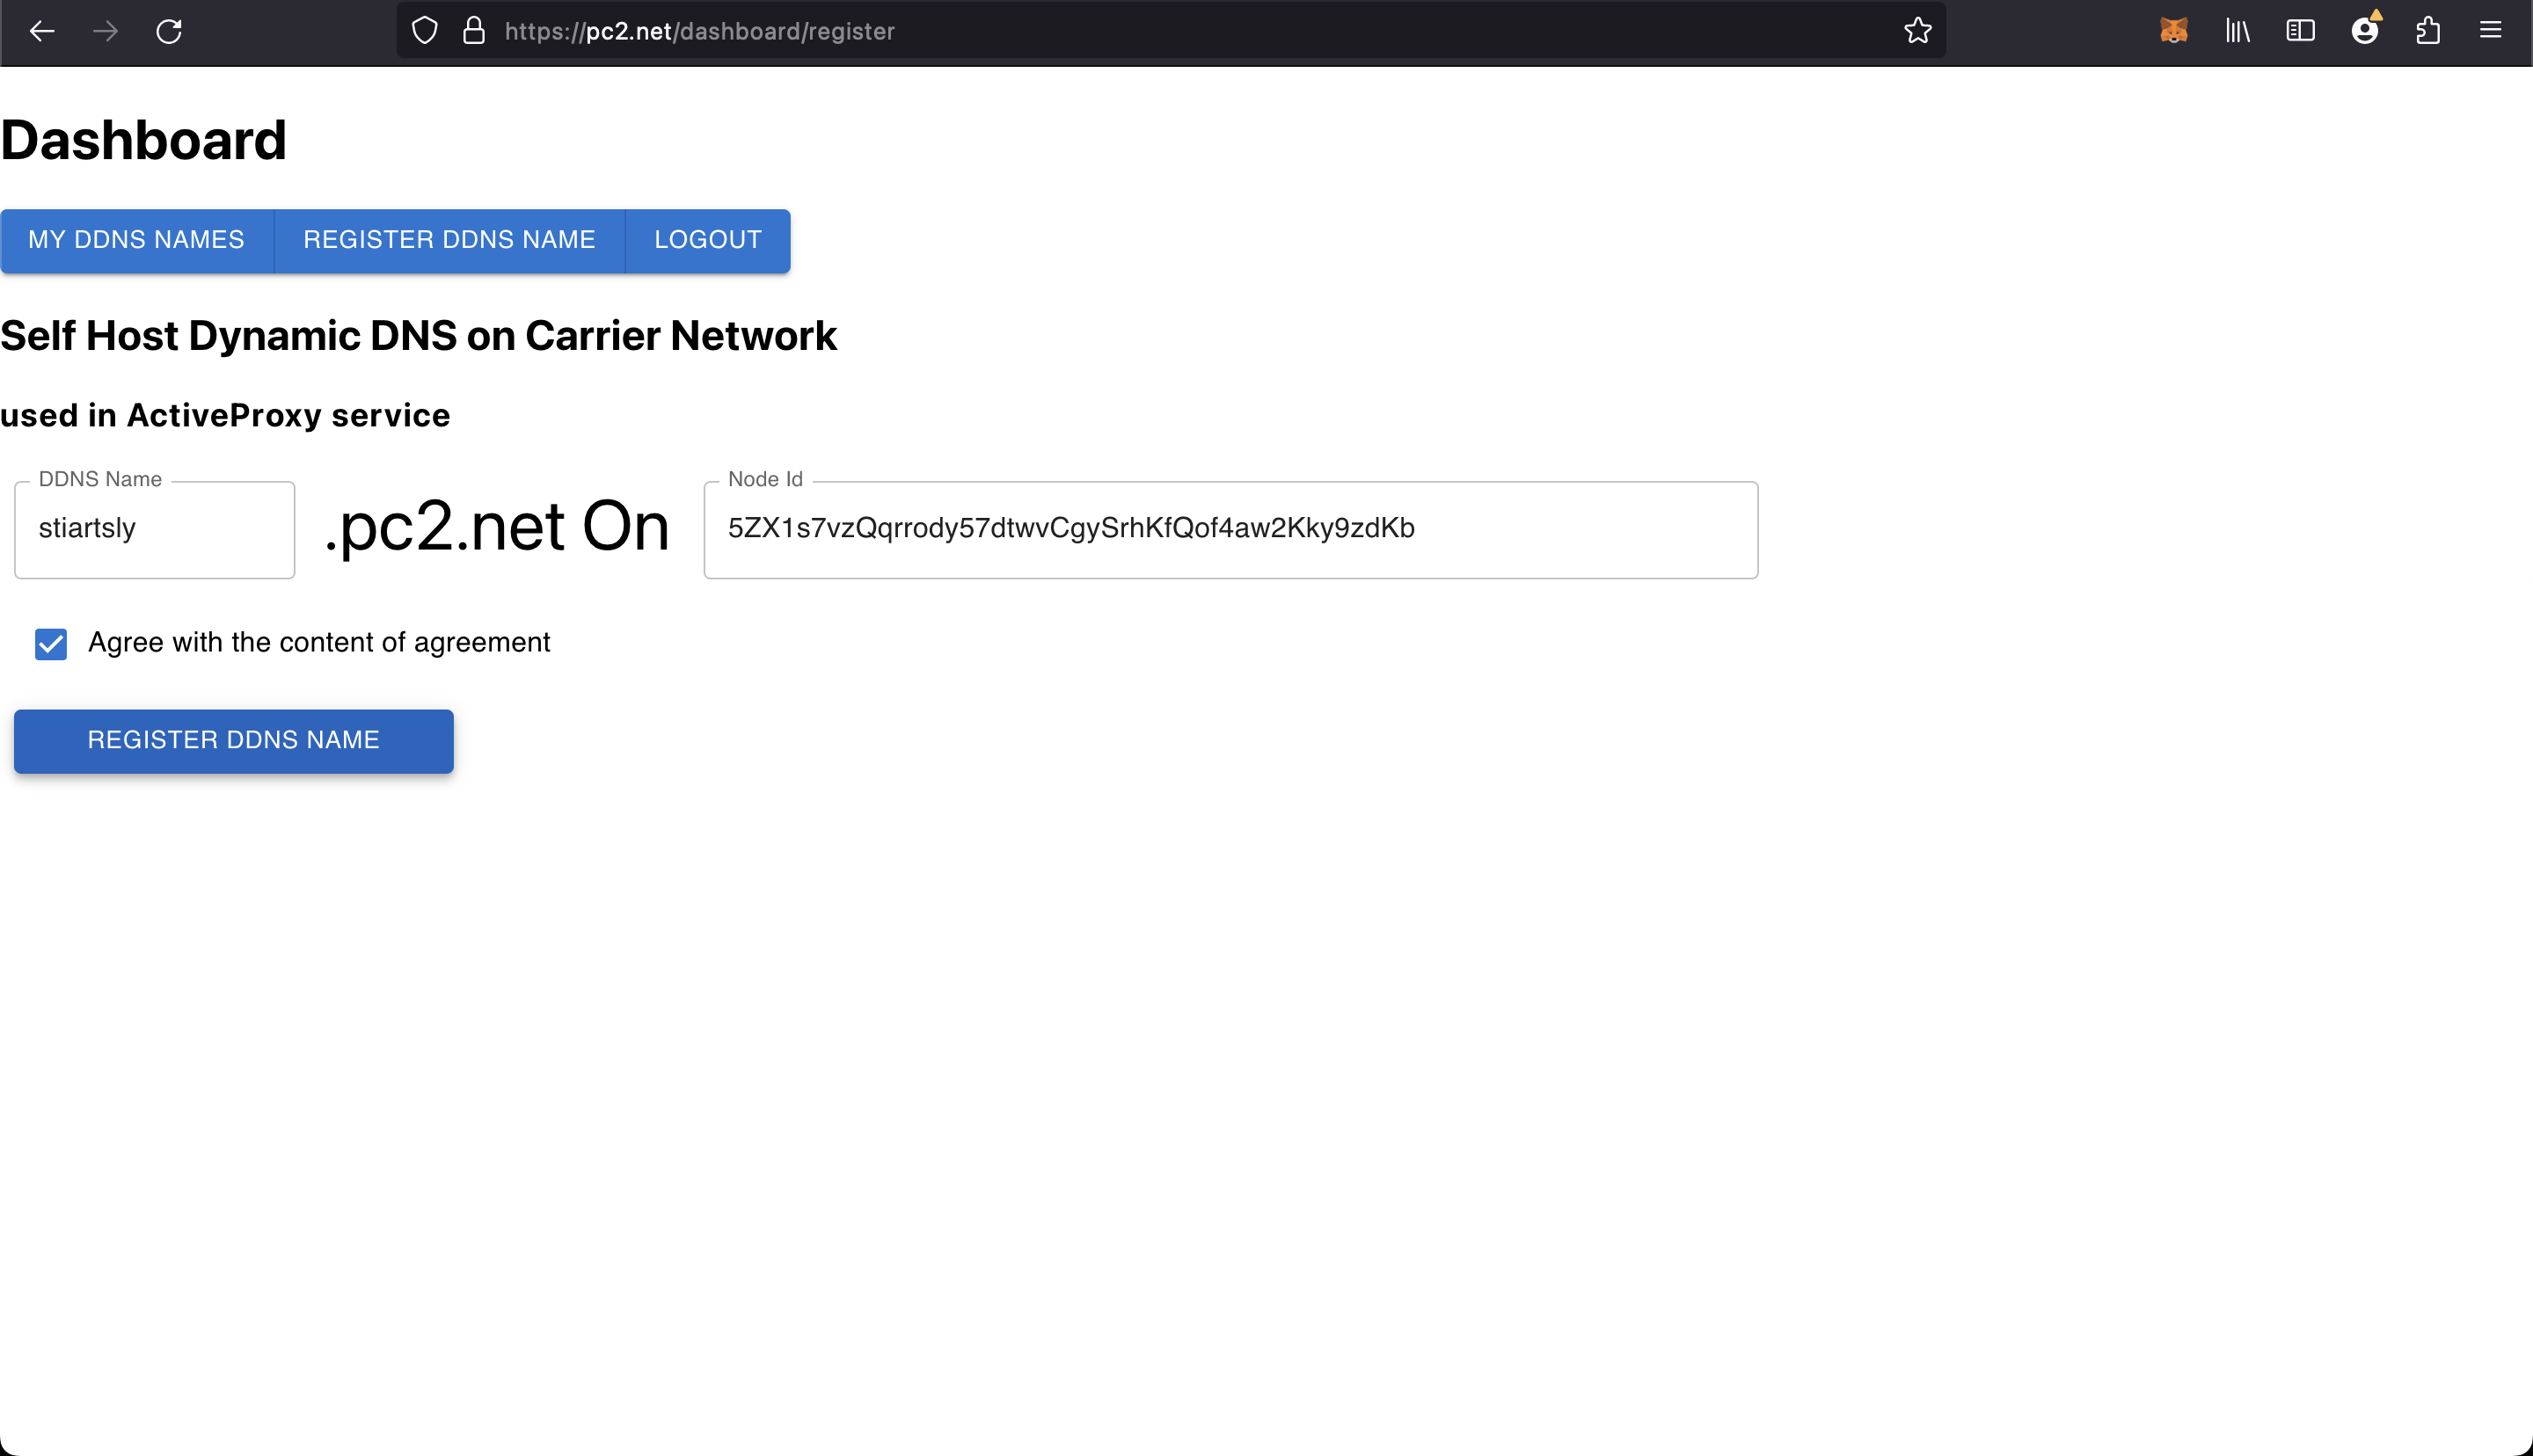 https://pc2.net/dashboard/register
Dashboard
MY DDNS NAMES REGISTER DDNS NAME LOGOUT
Self Host Dynamic DNS on Carrier Network
used in ActiveProxy service
DDNS Name
stiartsly
.pc2.net On
Node Id
5ZX1s7vzQqrrody57dtwvCgySrhKfQof4aw2Kky9zdKb
Agree with the content of agreement
REGISTER DDNS NAME